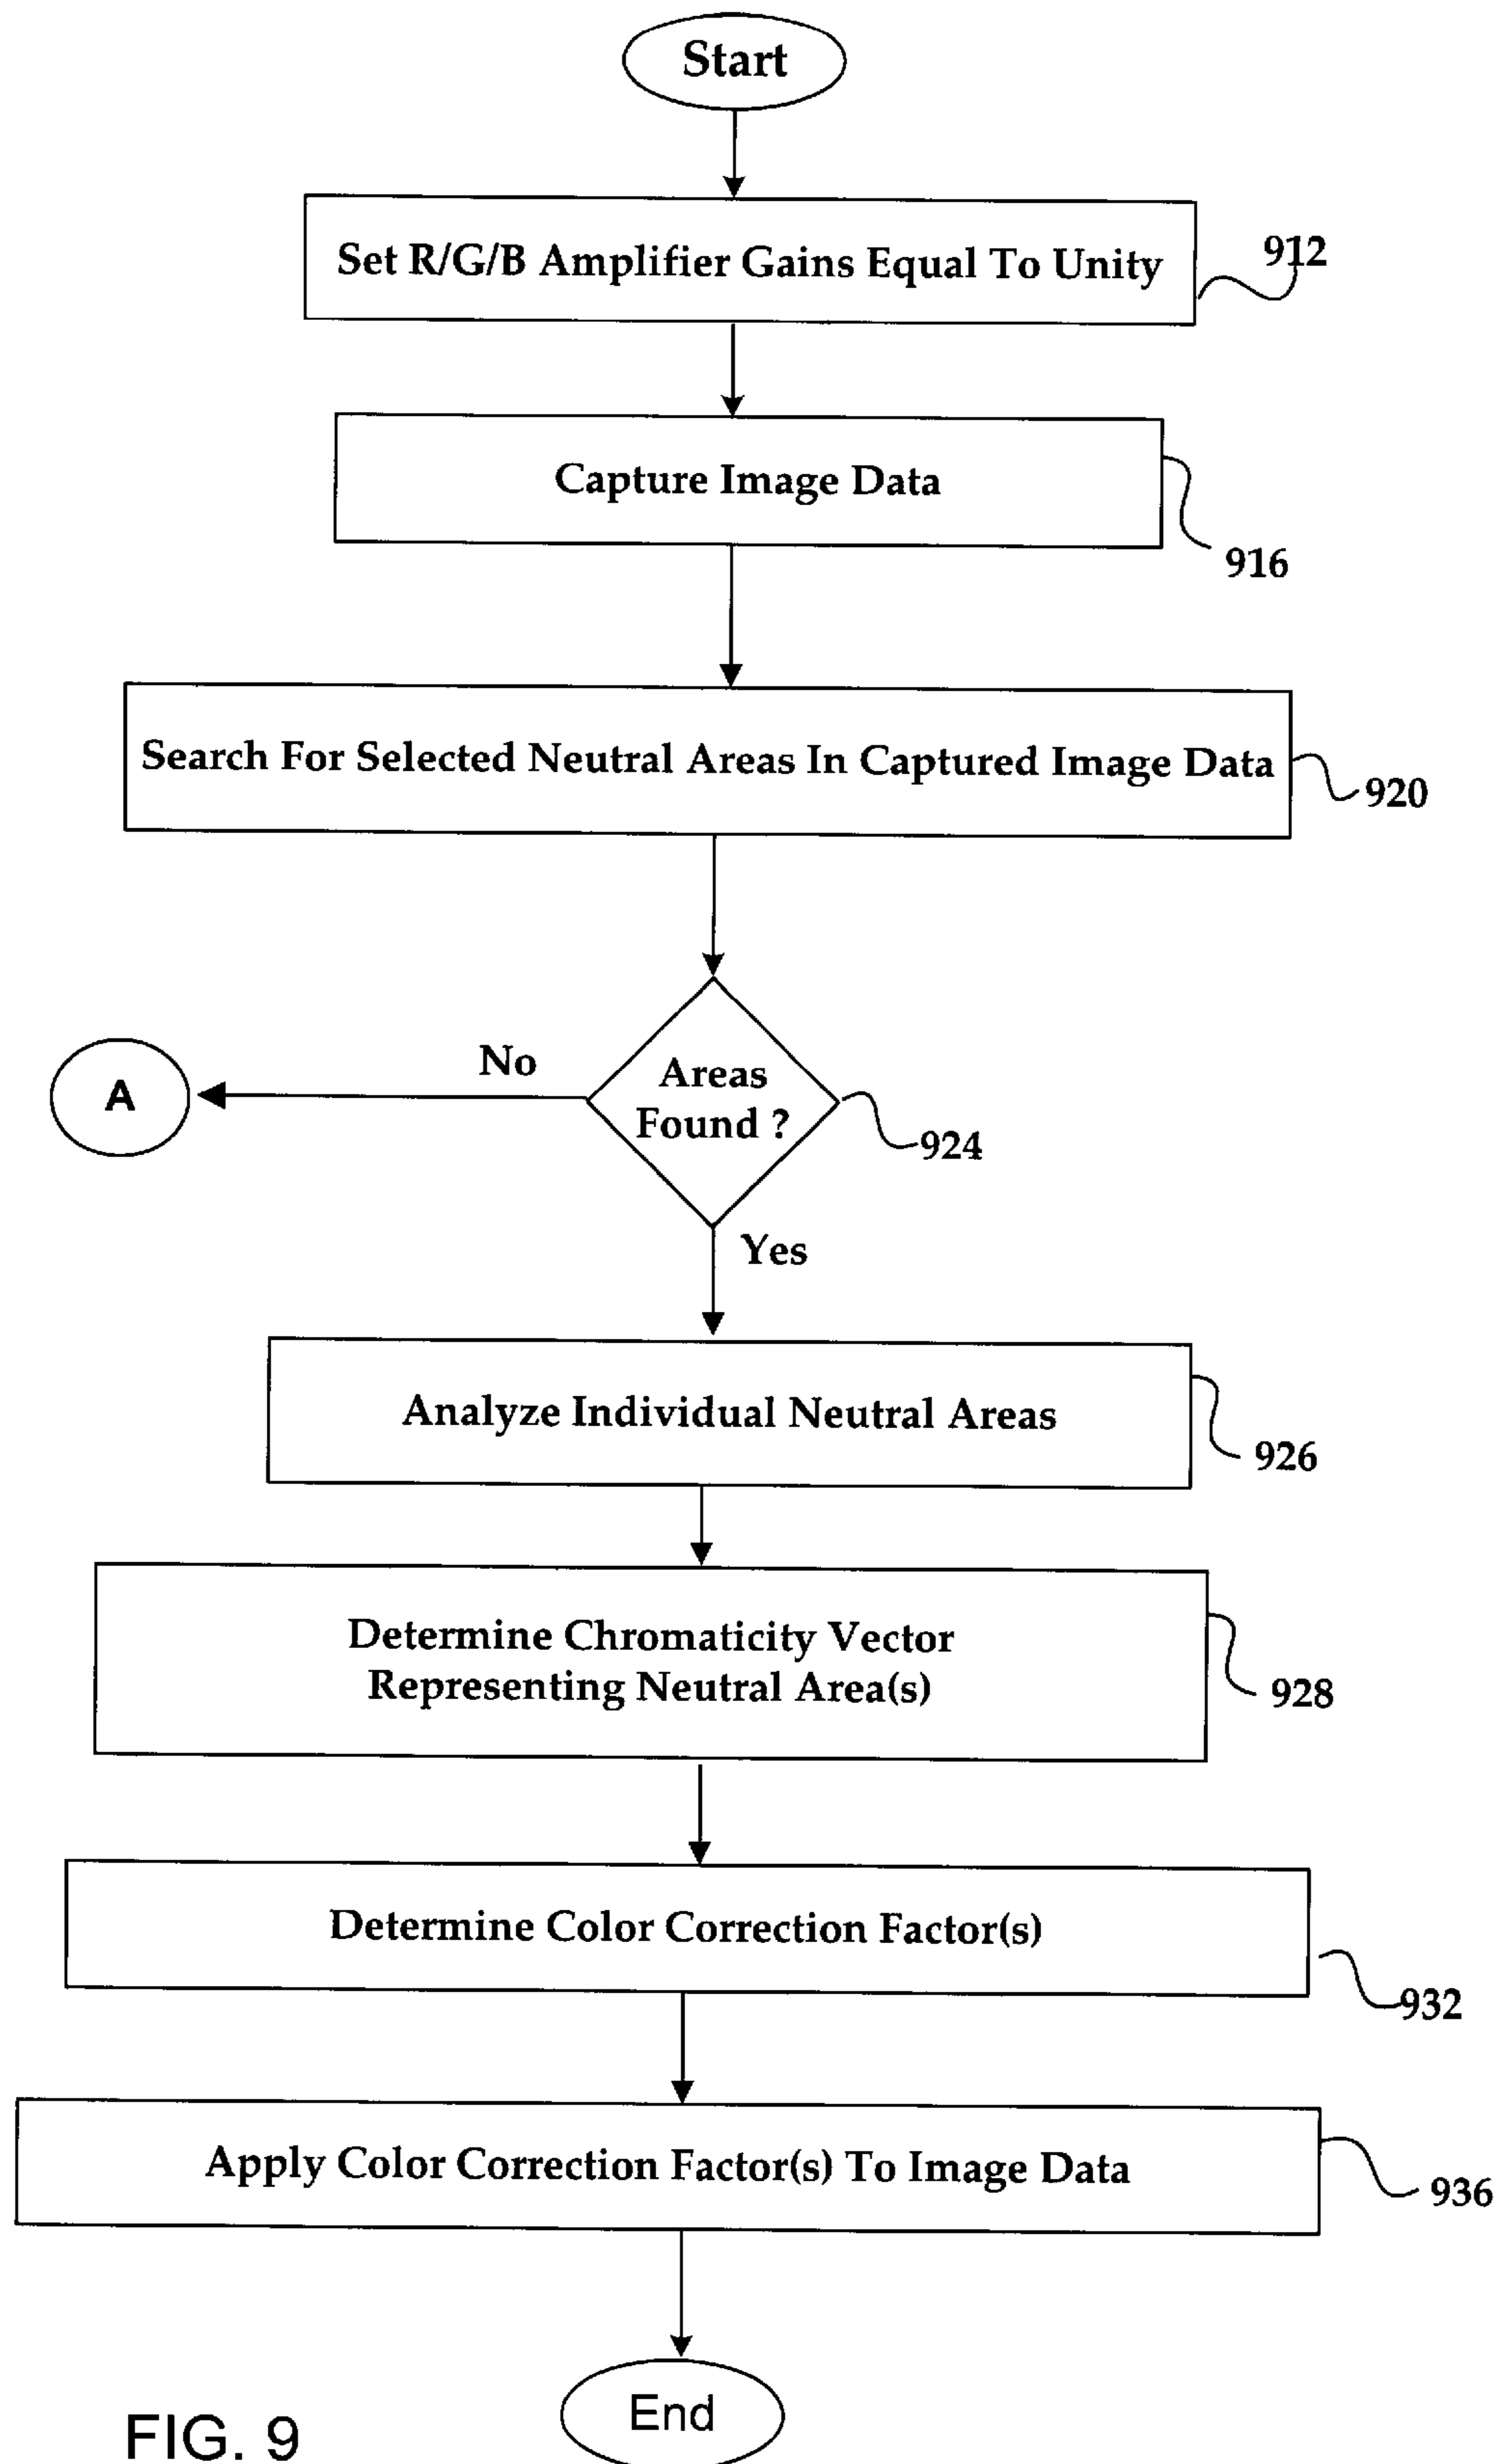 Start
Set R/G/B Amplifier Gains Equal To Unity
912
Capture Image Data
916
Search For Selected Neutral Areas In Captured Image Data
920
No
A
Areas
Found ?
924
Yes
Analyze Individual Neutral Areas
926
Determine Chromaticity Vector
Representing Neutral Area(s)
928
Determine Color Correction Factor(s)
932
Apply Color Correction Factor(s) To Image Data
936
End
FIG. 9